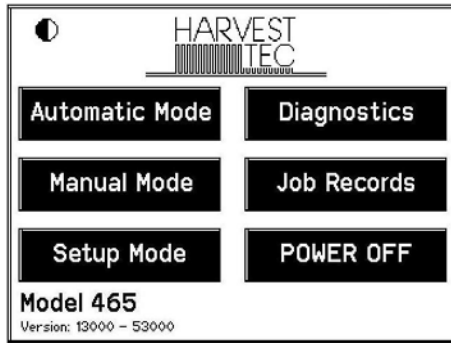 HARVEST
TEC
Automatic Mode
Diagnostics
Manual Mode
Job Records
Setup Mode
POWER OFF
Model 465
Version: 13000 - 53000